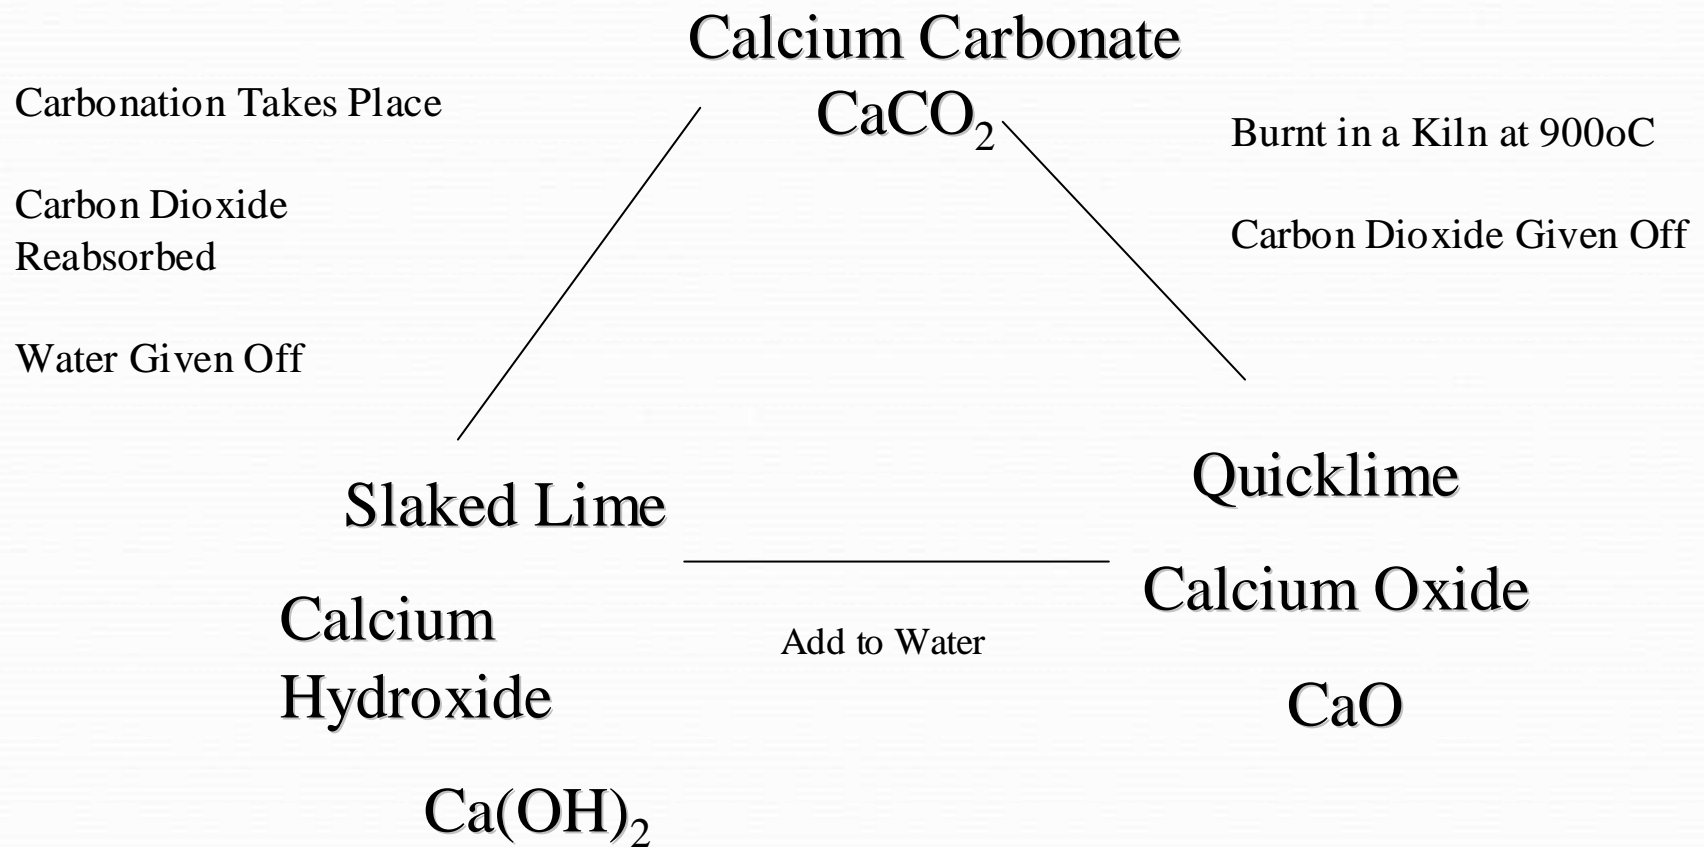 Calcium Carbonate
CaCO₂
Carbonation Takes Place
Carbon Dioxide
Reabsorbed
Water Given Off
Burnt in a Kiln at 900oC
Carbon Dioxide Given Off
Slaked Lime
Calcium
Hydroxide
Ca(OH)₂
Add to Water
Quicklime
Calcium Oxide
CaO